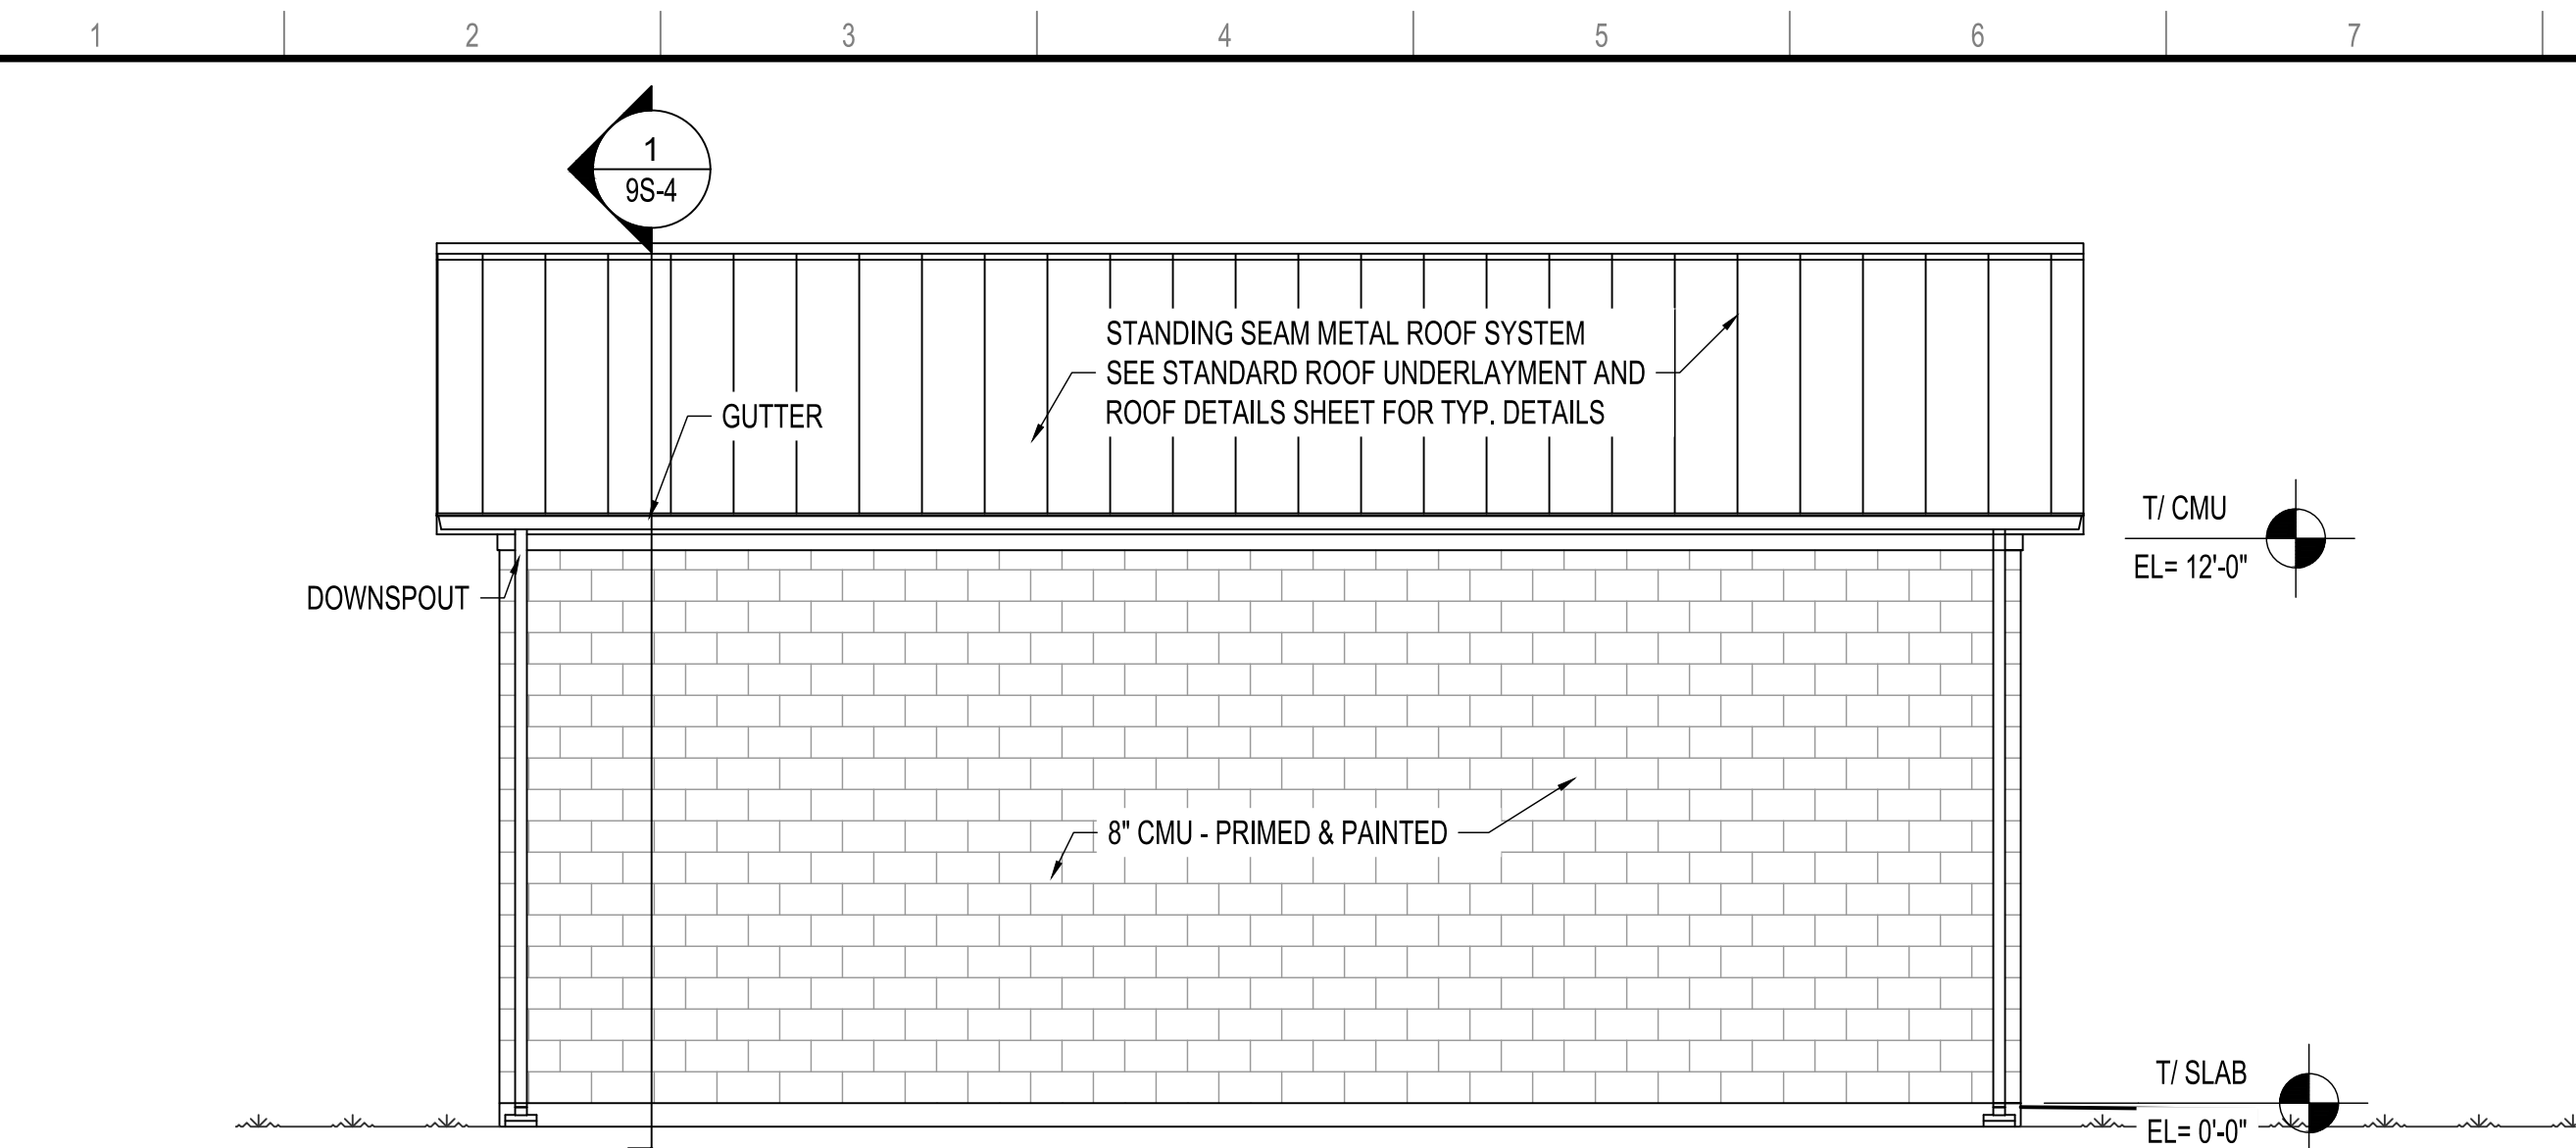 1 2 3 4 5 6 7
1
9S-4
STANDING SEAM METAL ROOF SYSTEM
SEE STANDARD ROOF UNDERLAYMENT AND
ROOF DETAILS SHEET FOR TYP. DETAILS
GUTTER
T/ CMU
EL= 12'-0"
DOWNSPOUT
8" CMU - PRIMED & PAINTED
T/ SLAB
EL= 0'-0"